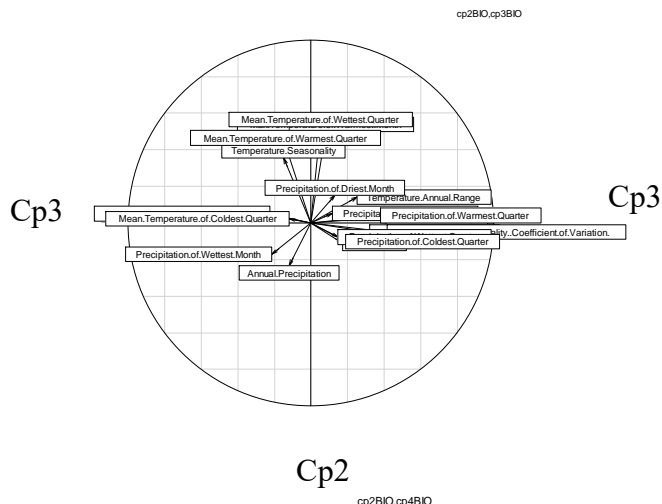 cp2BIO,cp3BIO
Mean.Temperature.of.Wettest.Quarter
Mean.Temperature.of.Warmest.Quarter
Temperature.Seasonality
Precipitation.of.Driest.Month
Temperature.Annual.Range
Cp3
Cp3
Mean.Temperature.of.Coldest.Quarter
Precipitation.of.Warmest.Quarter
Coefficient.of.Variation.
Precipitation.of.Coldest.Quarter
Precipitation.of.Wettest.Month
Annual.Precipitation
Cp2
cp2BIO,cp4BIO